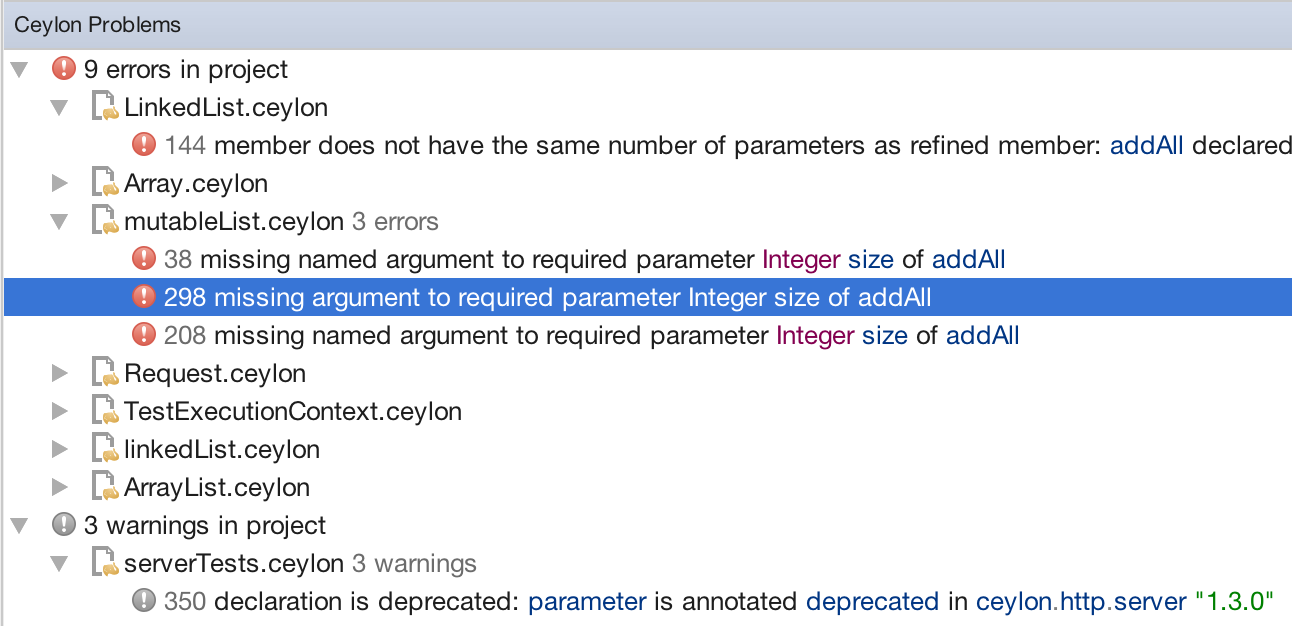 Ceylon Problems
9 errors in project
LinkedList.ceylon
144 member does not have the same number of parameters as refined member: addAll declared
Array.ceylon
mutableList.ceylon 3 errors
38 missing named argument to required parameter Integer size of addAll
298 missing argument to required parameter Integer size of addAll
208 missing named argument to required parameter Integer size of addAll
Request.ceylon
TestExecutionContext.ceylon
linkedList.ceylon
ArrayList.ceylon
3 warnings in project
serverTests.ceylon 3 warnings
350 declaration is deprecated: parameter is annotated deprecated in ceylon.http.server "1.3.0"